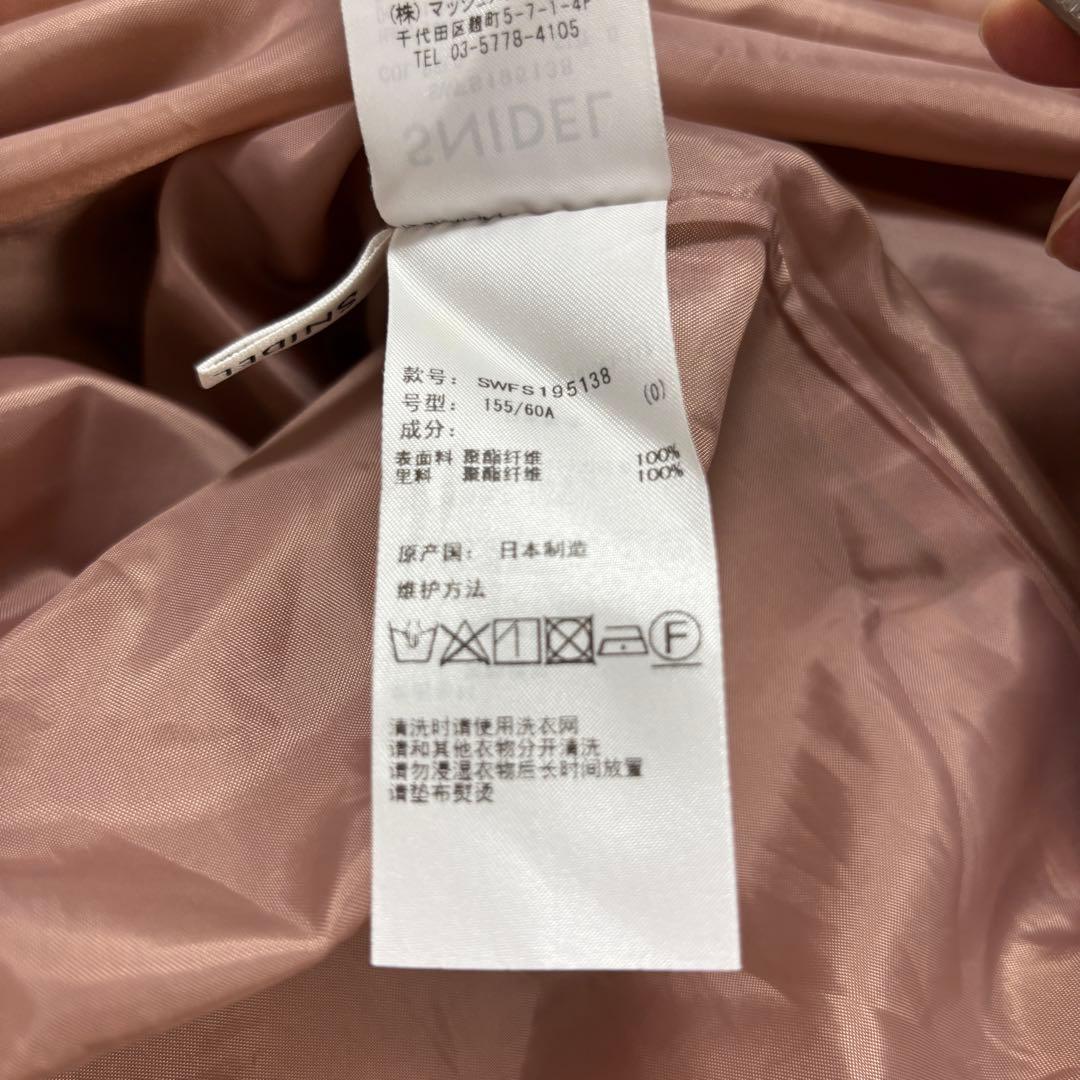 (株)マッシュ
千代田区麹町5-7-1-4F
TEL 03-5778-4105
SWFS195138
SNIDEL
SNIDEL
款号: SWFS195138 (0)
号型: 155/60A
成分:
表面料 聚酯纤维 100%
里料 聚酯纤维 100%
原产国: 日本制造
维护方法
F
清洗时请使用洗衣网
请和其他衣物分开清洗
请勿浸湿衣物后长时间放置
请垫布熨烫